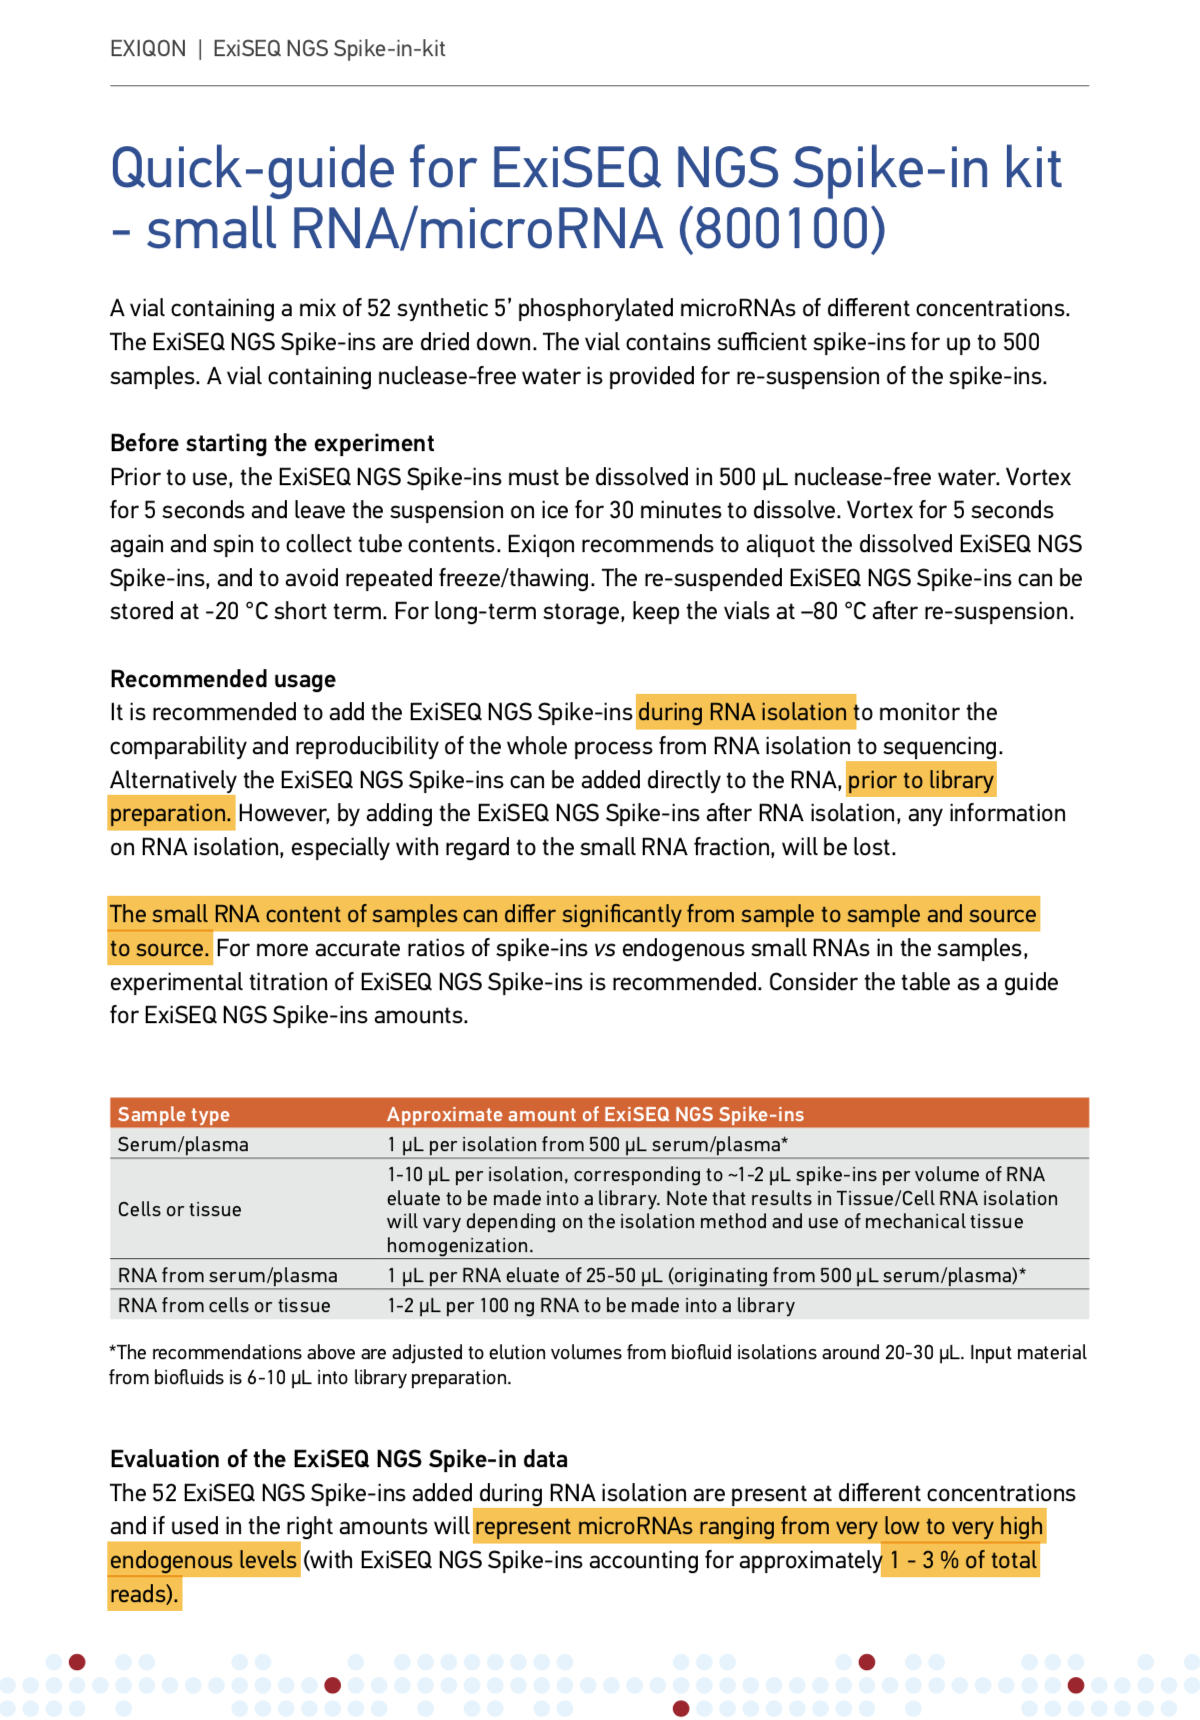 EXIQON | ExiSEQ NGS Spike-in-kit
Quick-guide for ExiSEQ NGS Spike-in kit
- small RNA/microRNA (800100)
A vial containing a mix of 52 synthetic 5’ phosphorylated microRNAs of different concentrations.
The ExiSEQ NGS Spike-ins are dried down. The vial contains sufficient spike-ins for up to 500
samples. A vial containing nuclease-free water is provided for re-suspension of the spike-ins.
Before starting the experiment
Prior to use, the ExiSEQ NGS Spike-ins must be dissolved in 500 µL nuclease-free water. Vortex
for 5 seconds and leave the suspension on ice for 30 minutes to dissolve. Vortex for 5 seconds
again and spin to collect tube contents. Exiqon recommends to aliquot the dissolved ExiSEQ NGS
Spike-ins, and to avoid repeated freeze/thawing. The re-suspended ExiSEQ NGS Spike-ins can be
stored at -20 °C short term. For long-term storage, keep the vials at –80 °C after re-suspension.
Recommended usage
It is recommended to add the ExiSEQ NGS Spike-ins during RNA isolation to monitor the
comparability and reproducibility of the whole process from RNA isolation to sequencing.
Alternatively the ExiSEQ NGS Spike-ins can be added directly to the RNA, prior to library
preparation. However, by adding the ExiSEQ NGS Spike-ins after RNA isolation, any information
on RNA isolation, especially with regard to the small RNA fraction, will be lost.
The small RNA content of samples can differ significantly from sample to sample and source
to source. For more accurate ratios of spike-ins vs endogenous small RNAs in the samples,
experimental titration of ExiSEQ NGS Spike-ins is recommended. Consider the table as a guide
for ExiSEQ NGS Spike-ins amounts.
Sample type Approximate amount of ExiSEQ NGS Spike-ins
Serum/plasma 1 µL per isolation from 500 µL serum/plasma*
Cells or tissue 1-10 µL per isolation, corresponding to ~1-2 µL spike-ins per volume of RNA
eluate to be made into a library. Note that results in Tissue/Cell RNA isolation
will vary depending on the isolation method and use of mechanical tissue
homogenization.
RNA from serum/plasma 1 µL per RNA eluate of 25-50 µL (originating from 500 µL serum/plasma)*
RNA from cells or tissue 1-2 µL per 100 ng RNA to be made into a library
*The recommendations above are adjusted to elution volumes from biofluid isolations around 20-30 µL. Input material
from biofluids is 6-10 µL into library preparation.
Evaluation of the ExiSEQ NGS Spike-in data
The 52 ExiSEQ NGS Spike-ins added during RNA isolation are present at different concentrations
and if used in the right amounts will represent microRNAs ranging from very low to very high
endogenous levels (with ExiSEQ NGS Spike-ins accounting for approximately 1 - 3 % of total
reads).